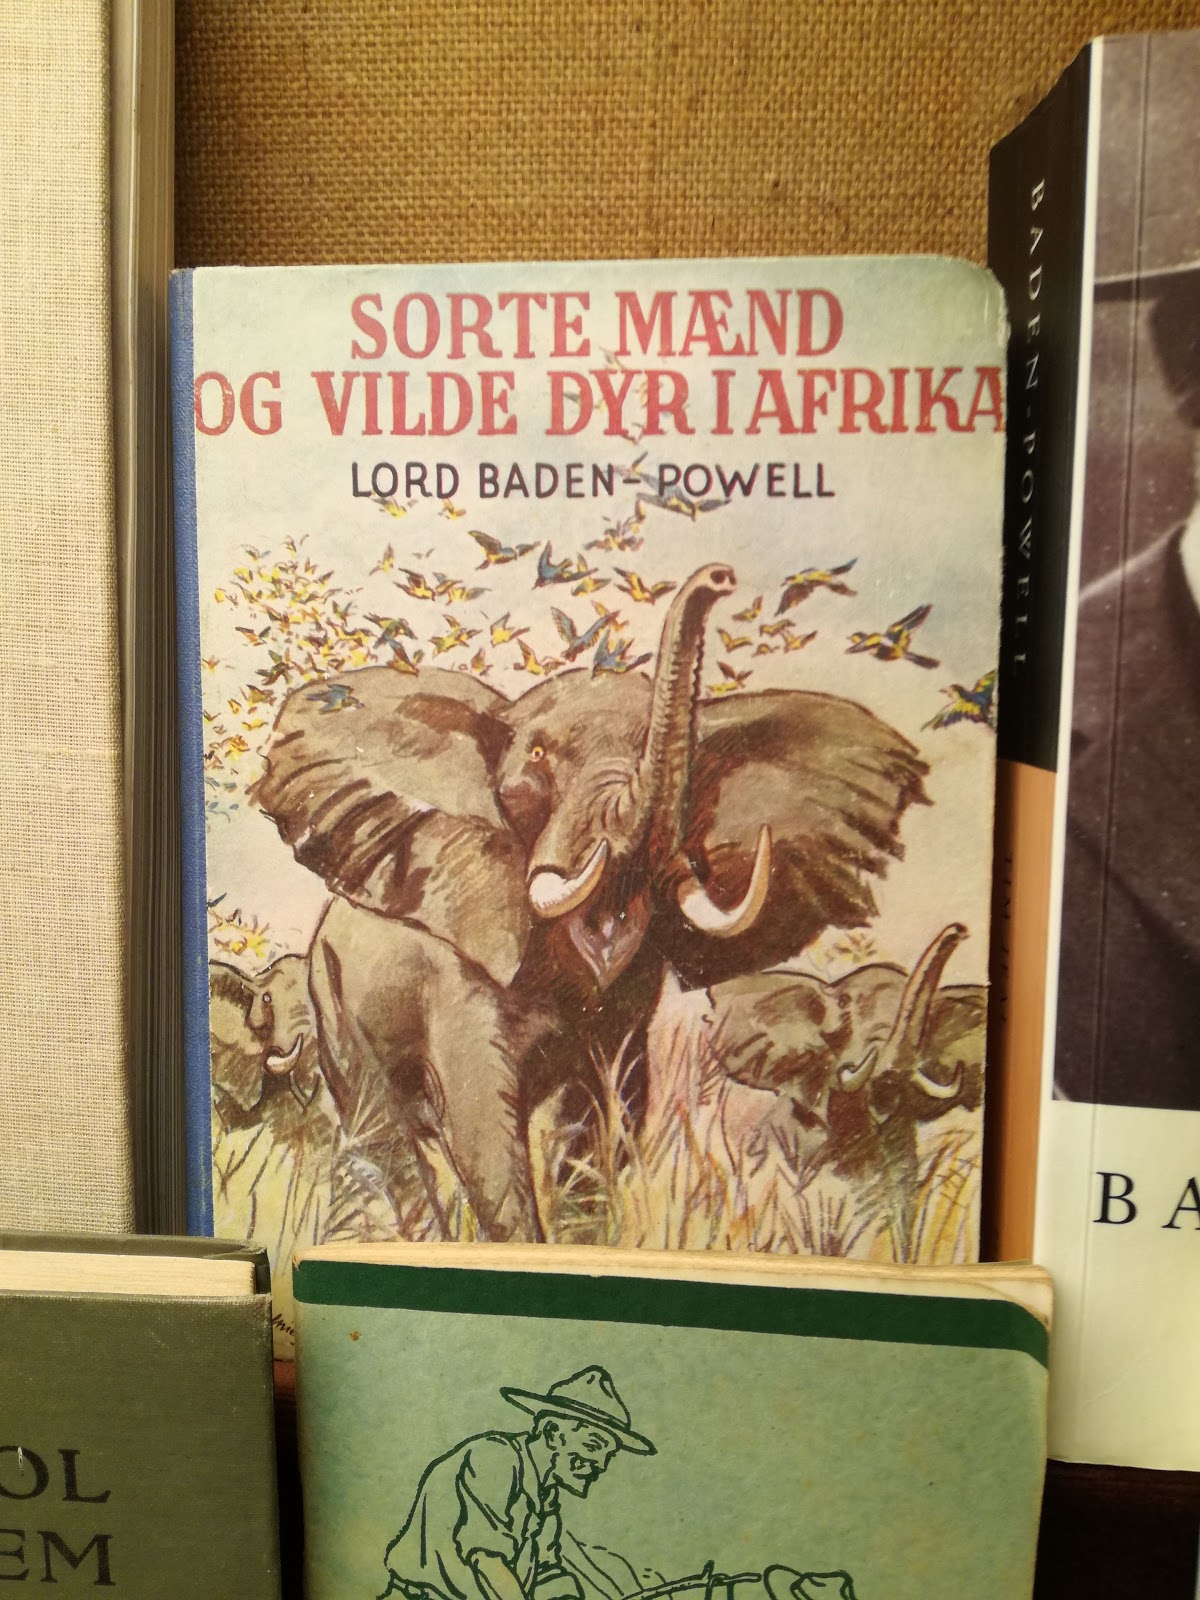 SORTE MÆND
OG VILDE DYR I AFRIKA
LORD BADEN-POWELL
BADEN-POWELL
BA
OL
EM